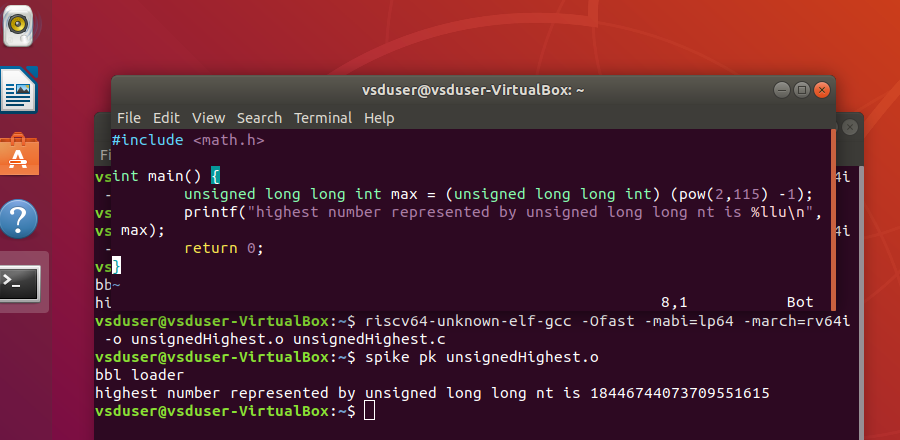 vsduser@vsduser-VirtualBox: ~
File Edit View Search Terminal Help
#include <math.h>
int main() {
unsigned long long int max = (unsigned long long int) (pow(2,115) -1);
printf("highest number represented by unsigned long long nt is %llu\n",
max);
return 0;
}
~
8,1 Bot
vsduser@vsduser-VirtualBox:~$ riscv64-unknown-elf-gcc -Ofast -mabi=lp64 -march=rv64i
-o unsignedHighest.o unsignedHighest.c
vsduser@vsduser-VirtualBox:~$ spike pk unsignedHighest.o
bbl loader
highest number represented by unsigned long long nt is 18446744073709551615
vsduser@vsduser-VirtualBox:~$